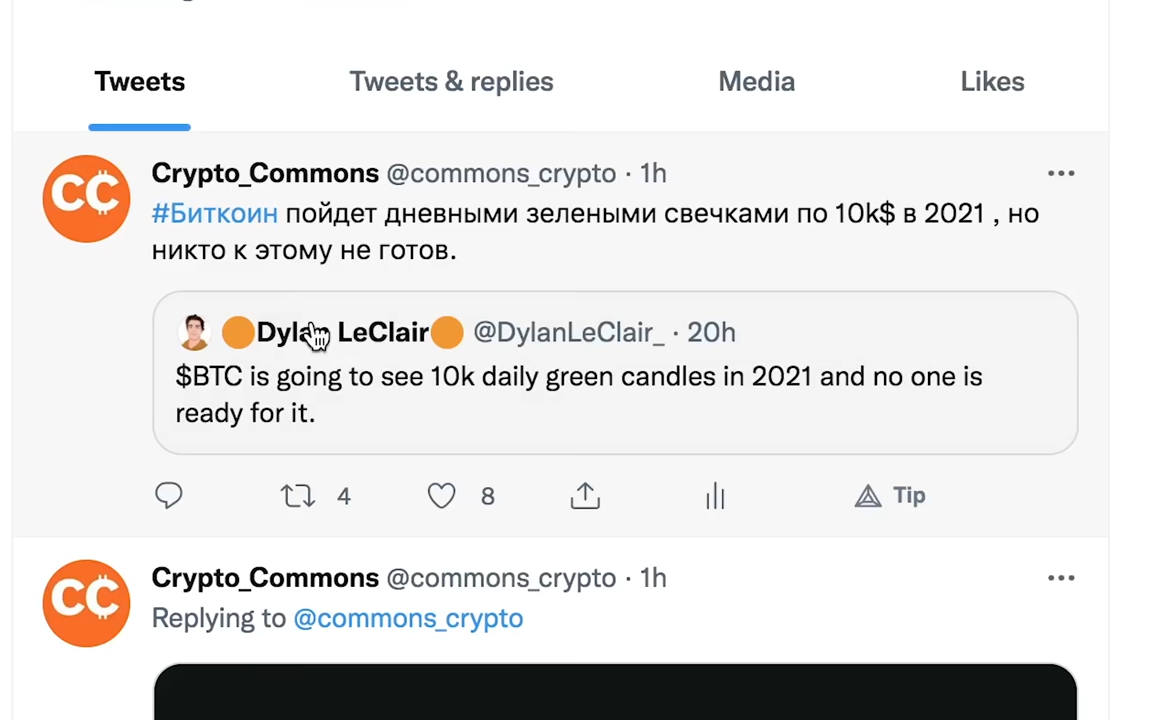 Tweets Tweets & replies Media Likes
Crypto_Commons @commons_crypto · 1h
#Биткоин пойдет дневными зелеными свечками по 10k$ в 2021 , но
никто к этому не готов.
Dylan LeClair @DylanLeClair_ · 20h
$BTC is going to see 10k daily green candles in 2021 and no one is
ready for it.
4 8 Tip
Crypto_Commons @commons_crypto · 1h
Replying to @commons_crypto